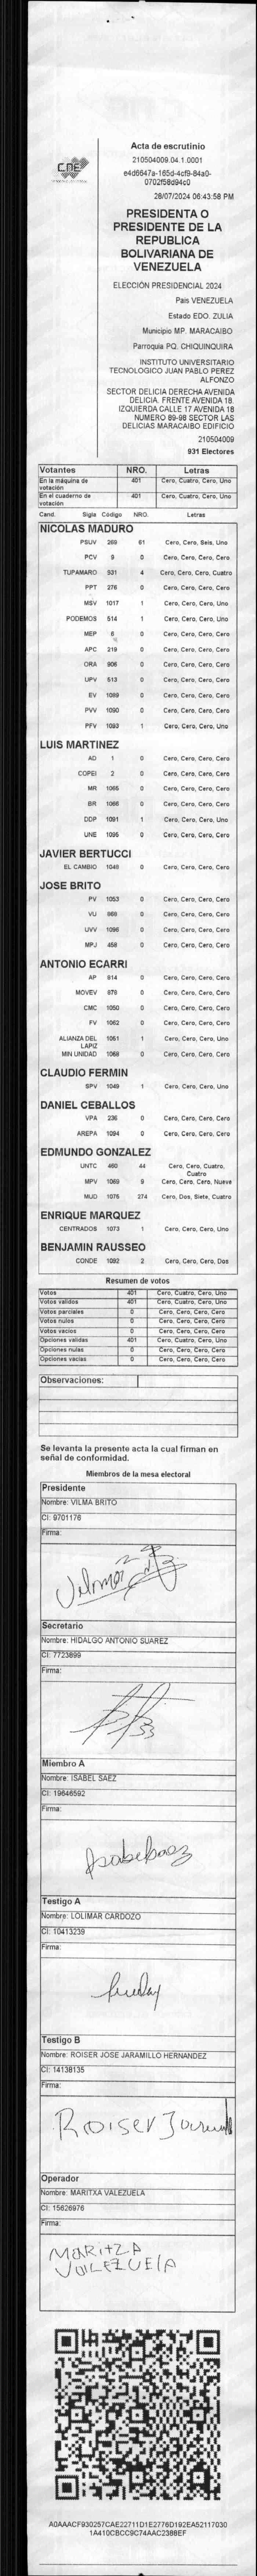 CNE
Acta de escrutinio
210504009.04.1.0001
e4d6647a-165d-4cf9-84a0-
0702f58d94c0
28/07/2024 06:43:58 PM
PRESIDENTA O
PRESIDENTE DE LA
REPUBLICA
BOLIVARIANA DE
VENEZUELA
ELECCIÓN PRESIDENCIAL 2024
Pais VENEZUELA
Estado EDO. ZULIA
Municipio MP. MARACAIBO
Parroquia PQ. CHIQUINQUIRA
INSTITUTO UNIVERSITARIO
TECNOLOGICO JUAN PABLO PEREZ
ALFONZO
SECTOR DELICIA DERECHA AVENIDA
DELICIA. FRENTE AVENIDA 18.
IZQUIERDA CALLE 17 AVENIDA 18
NUMERO 89-98 SECTOR LAS
DELICIAS MARACAIBO EDIFICIO
210504009
931 Electores
Votantes NRO. Letras
En la máquina de votación 401 Cero, Cuatro, Cero, Uno
En el cuaderno de votación 401 Cero, Cuatro, Cero, Uno
Cand. Sigla Código NRO. Letras
NICOLAS MADURO
PSUV 269 61 Cero, Cero, Seis, Uno
PCV 9 0 Cero, Cero, Cero, Cero
TUPAMARO 931 4 Cero, Cero, Cero, Cuatro
PPT 276 0 Cero, Cero, Cero, Cero
MSV 1017 1 Cero, Cero, Cero, Uno
PODEMOS 514 1 Cero, Cero, Cero, Uno
MEP 6 0 Cero, Cero, Cero, Cero
APC 219 0 Cero, Cero, Cero, Cero
ORA 906 0 Cero, Cero, Cero, Cero
UPV 513 0 Cero, Cero, Cero, Cero
EV 1089 0 Cero, Cero, Cero, Cero
PVV 1090 0 Cero, Cero, Cero, Cero
PFV 1093 1 Cero, Cero, Cero, Uno
LUIS MARTINEZ
AD 1 0 Cero, Cero, Cero, Cero
COPEI 2 0 Cero, Cero, Cero, Cero
MR 1065 0 Cero, Cero, Cero, Cero
BR 1066 0 Cero, Cero, Cero, Cero
DDP 1091 1 Cero, Cero, Cero, Uno
UNE 1095 0 Cero, Cero, Cero, Cero
JAVIER BERTUCCI
EL CAMBIO 1048 0 Cero, Cero, Cero, Cero
JOSE BRITO
PV 1053 0 Cero, Cero, Cero, Cero
VU 868 0 Cero, Cero, Cero, Cero
UVV 1096 0 Cero, Cero, Cero, Cero
MPJ 458 0 Cero, Cero, Cero, Cero
ANTONIO ECARRI
AP 814 0 Cero, Cero, Cero, Cero
MOVEV 879 0 Cero, Cero, Cero, Cero
CMC 1050 0 Cero, Cero, Cero, Cero
FV 1062 0 Cero, Cero, Cero, Cero
ALIANZA DEL LAPIZ 1051 1 Cero, Cero, Cero, Uno
MIN UNIDAD 1068 0 Cero, Cero, Cero, Cero
CLAUDIO FERMIN
SPV 1049 1 Cero, Cero, Cero, Uno
DANIEL CEBALLOS
VPA 236 0 Cero, Cero, Cero, Cero
AREPA 1094 0 Cero, Cero, Cero, Cero
EDMUNDO GONZALEZ
UNTC 460 44 Cero, Cero, Cuatro, Cuatro
MPV 1069 9 Cero, Cero, Cero, Nueve
MUD 1076 274 Cero, Dos, Siete, Cuatro
ENRIQUE MARQUEZ
CENTRADOS 1073 1 Cero, Cero, Cero, Uno
BENJAMIN RAUSSEO
CONDE 1092 2 Cero, Cero, Cero, Dos
Resumen de votos
Votos 401 Cero, Cuatro, Cero, Uno
Votos validos 401 Cero, Cuatro, Cero, Uno
Votos parciales 0 Cero, Cero, Cero, Cero
Votos nulos 0 Cero, Cero, Cero, Cero
Votos vacios 0 Cero, Cero, Cero, Cero
Opciones validas 401 Cero, Cuatro, Cero, Uno
Opciones nulas 0 Cero, Cero, Cero, Cero
Opciones vacias 0 Cero, Cero, Cero, Cero
Observaciones:
Se levanta la presente acta la cual firman en
señal de conformidad.
Miembros de la mesa electoral
Presidente
Nombre: VILMA BRITO
CI: 9701176
Firma:
Vilma
Secretario
Nombre: HIDALGO ANTONIO SUAREZ
CI: 7723899
Firma:
Miembro A
Nombre: ISABEL SAEZ
CI: 19646592
Firma:
Isabel Saez
Testigo A
Nombre: LOLIMAR CARDOZO
CI: 10413239
Firma:
Testigo B
Nombre: ROISER JOSE JARAMILLO HERNANDEZ
CI: 14138135
Firma:
Roiser
Operador
Nombre: MARITXA VALEZUELA
CI: 15626976
Firma:
MARITZA
VALEZUELA
A0AAACF930257CAE22711D1E2776D192EA52117030
1A410CBCC9C74AAC2388EF